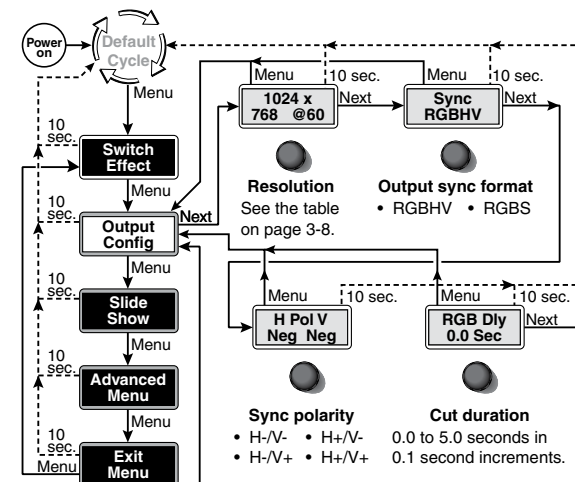 Power
on
Default
Cycle
Menu
10
sec.
Switch
Effect
Menu
10
sec.
Output
Config
Next
Menu
10
sec.
Slide
Show
Menu
10
sec.
Advanced
Menu
Menu
10
sec.
Menu
Exit
Menu
Menu
10 sec.
1024 x
768 @60
Next
Resolution
See the table
on page 3-8.
Menu
10 sec.
Sync
RGBHV
Next
Output sync format
• RGBHV • RGBS
Menu
10 sec.
H Pol V
Neg Neg
Sync polarity
• H-/V- • H+/V-
• H-/V+ • H+/V+
Menu
10 sec.
RGB Dly
0.0 Sec
Next
Cut duration
0.0 to 5.0 seconds in
0.1 second increments.